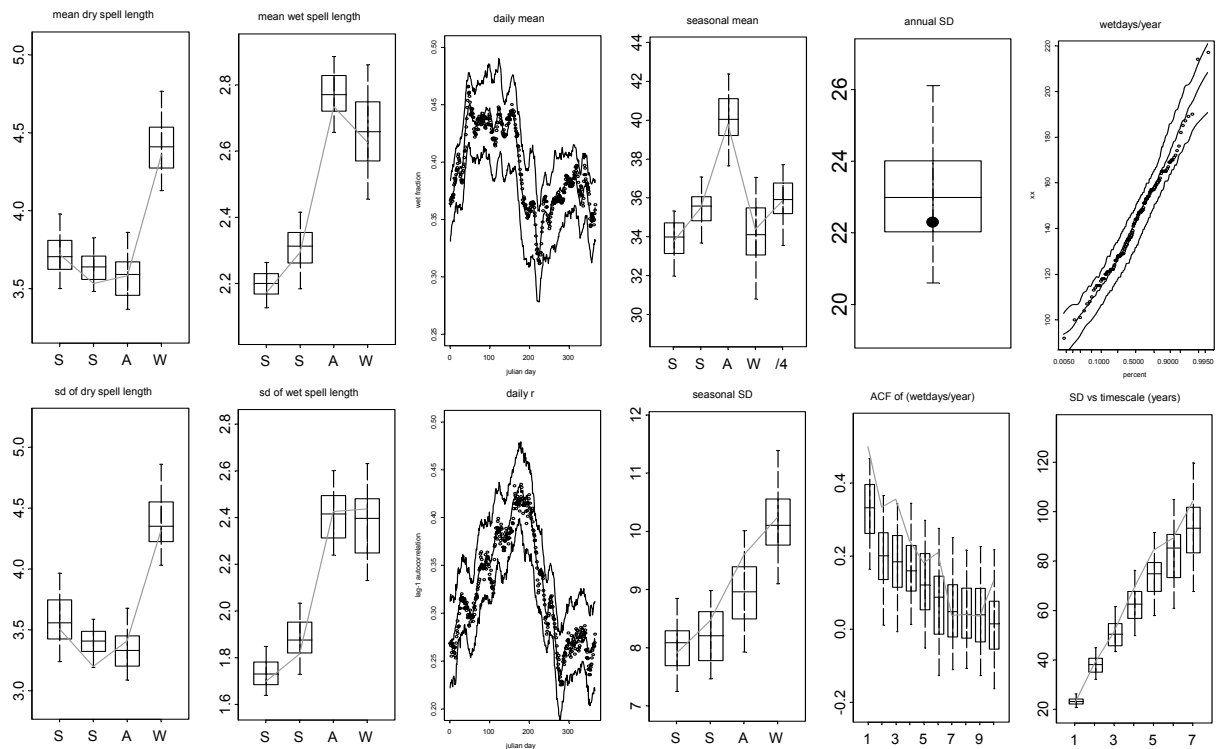 mean dry spell length
5.0
4.5
4.0
3.5
S S A W
mean wet spell length
2.8
2.6
2.4
2.2
S S A W
daily mean
wet fraction
0.50
0.45
0.40
0.35
0.30
0.25
0 100 200 300
julian day
seasonal mean
44
42
40
38
36
34
32
30
S S A W /4
annual SD
26
24
22
20
wetdays/year
xx
220
200
180
160
140
120
100
0.0050 0.1000 0.5000 0.9000 0.9950
percent
sd of dry spell length
5.0
4.5
4.0
3.5
3.0
S S A W
sd of wet spell length
2.8
2.6
2.4
2.2
2.0
1.8
1.6
S S A W
daily r
lag-1 autocorrelation
0.50
0.45
0.40
0.35
0.30
0.25
0.20
0 100 200 300
julian day
seasonal SD
12
11
10
9
8
7
S S A W
ACF of (wetdays/year)
0.4
0.2
0.0
-0.2
1 3 5 7 9
SD vs timescale (years)
120
100
80
60
40
20
1 3 5 7